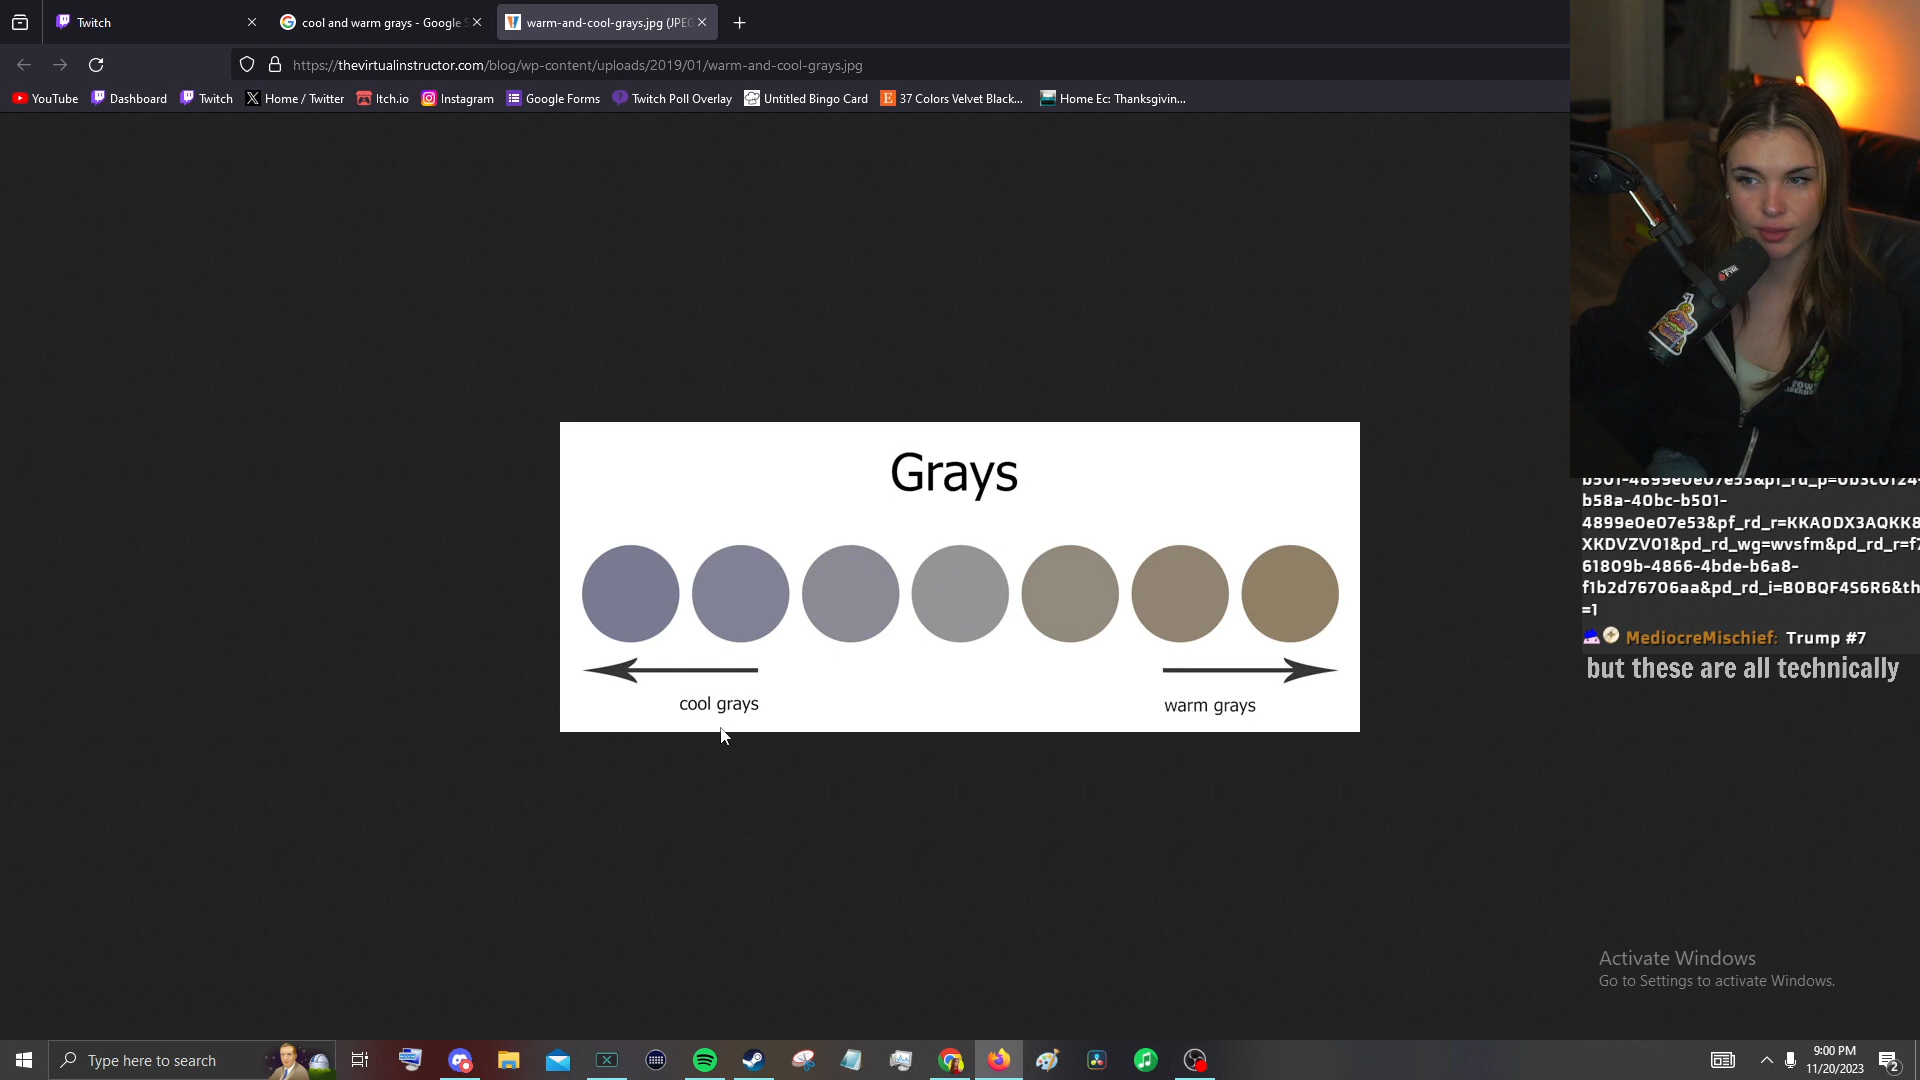 Twitch
cool and warm grays - Google S
warm-and-cool-grays.jpg (JPEG
https://thevirtualinstructor.com/blog/wp-content/uploads/2019/01/warm-and-cool-grays.jpg
YouTube
Dashboard
Twitch
Home / Twitter
Itch.io
Instagram
Google Forms
Twitch Poll Overlay
Untitled Bingo Card
37 Colors Velvet Black...
Home Ec: Thanksgivin...
Grays
cool grays
warm grays
b58a-40bc-b501-
4899e0e07e53&pf_rd_r=KKA0DX3AQKK8
XKDVZV01&pd_rd_wg=wvsfm&pd_rd_r=f7
61809b-4866-4bde-b6a8-
f1b2d76706aa&pd_rd_i=B0BQF4S6R6&th
=1
MediocreMischief: Trump #7
but these are all technically
Activate Windows
Go to Settings to activate Windows.
Type here to search
9:00 PM
11/20/2023
2